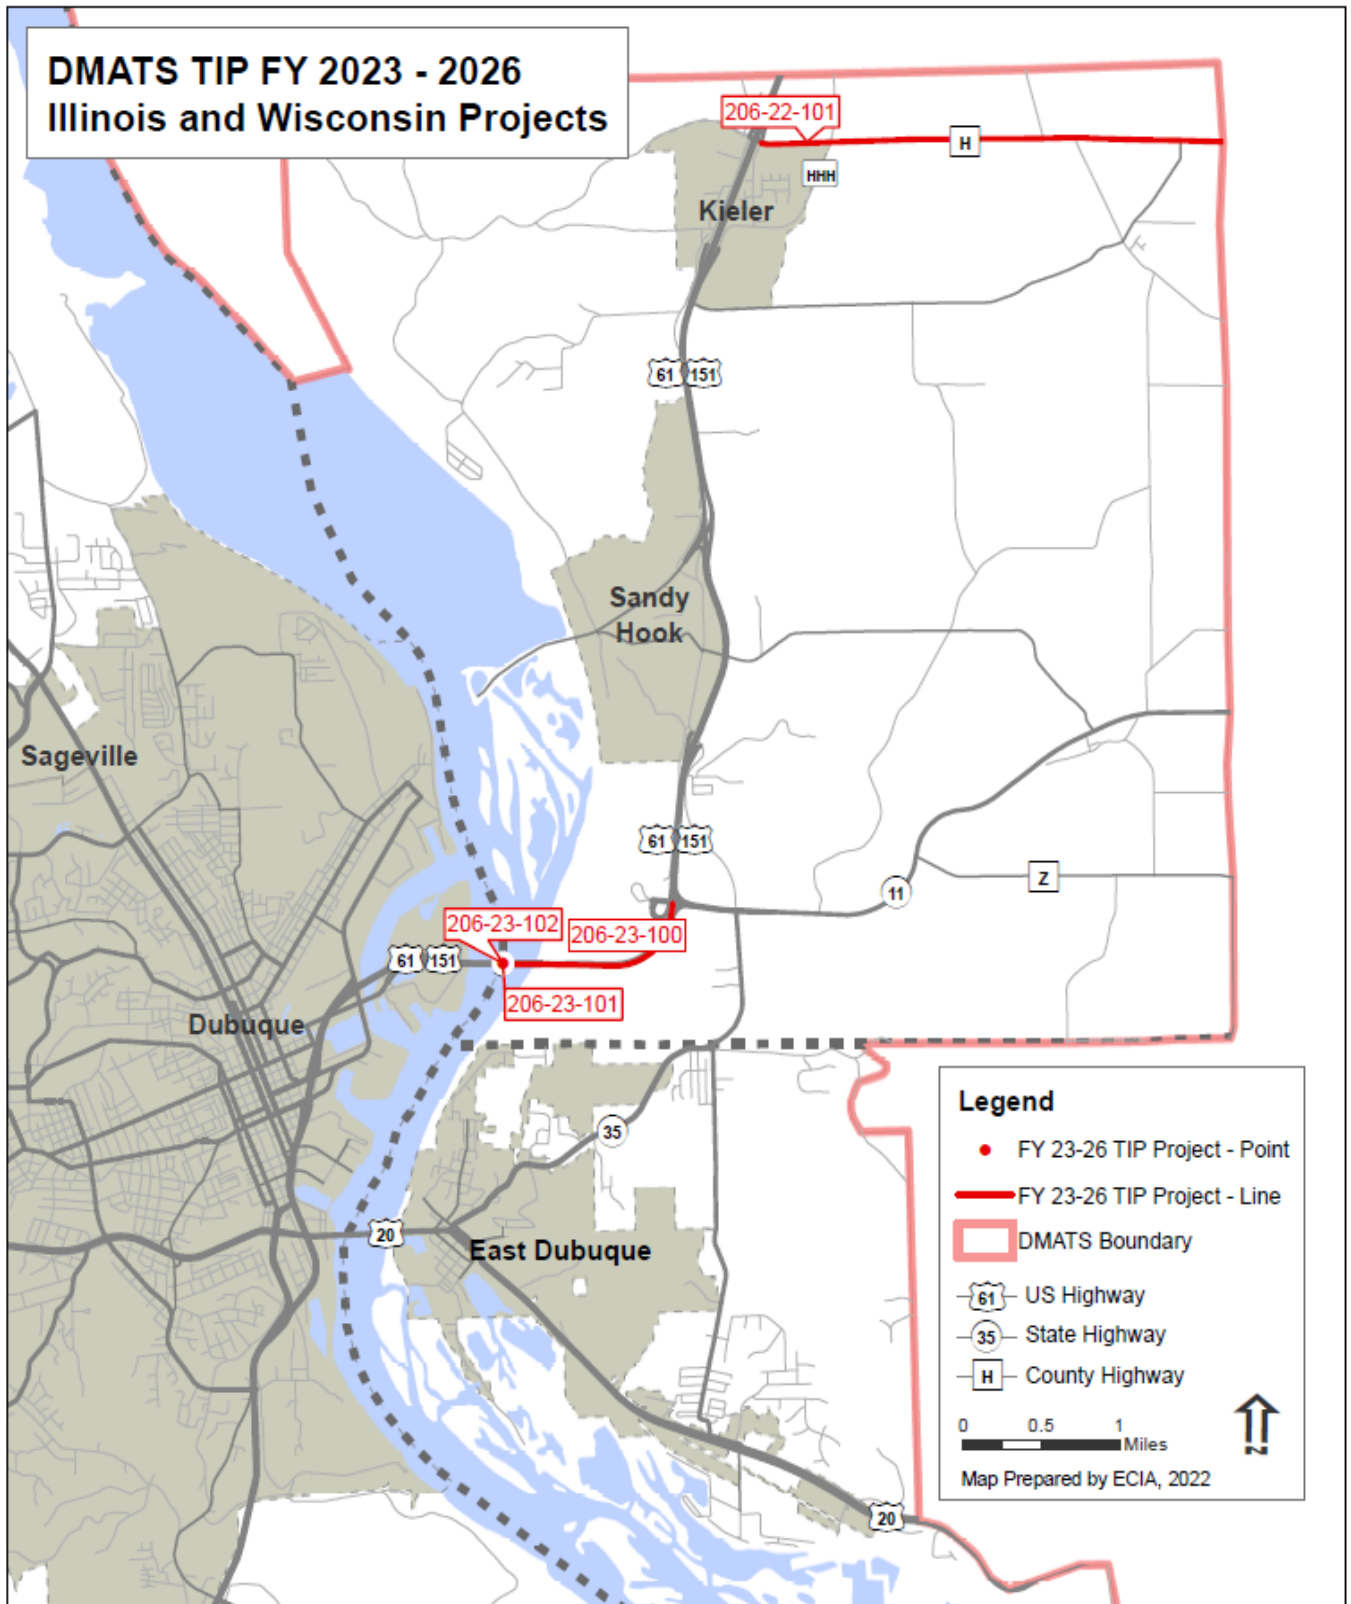 DMATS TIP FY 2023 - 2026
Illinois and Wisconsin Projects
206-22-101
H
HHH
Kieler
61 151
Sandy
Hook
Sageville
61 151
Z
11
206-23-102
206-23-100
61 151
206-23-101
Dubuque
35
20
East Dubuque
20
Legend
FY 23-26 TIP Project - Point
FY 23-26 TIP Project - Line
DMATS Boundary
61 US Highway
35 State Highway
H County Highway
0 0.5 1
Miles
N
Map Prepared by ECIA, 2022